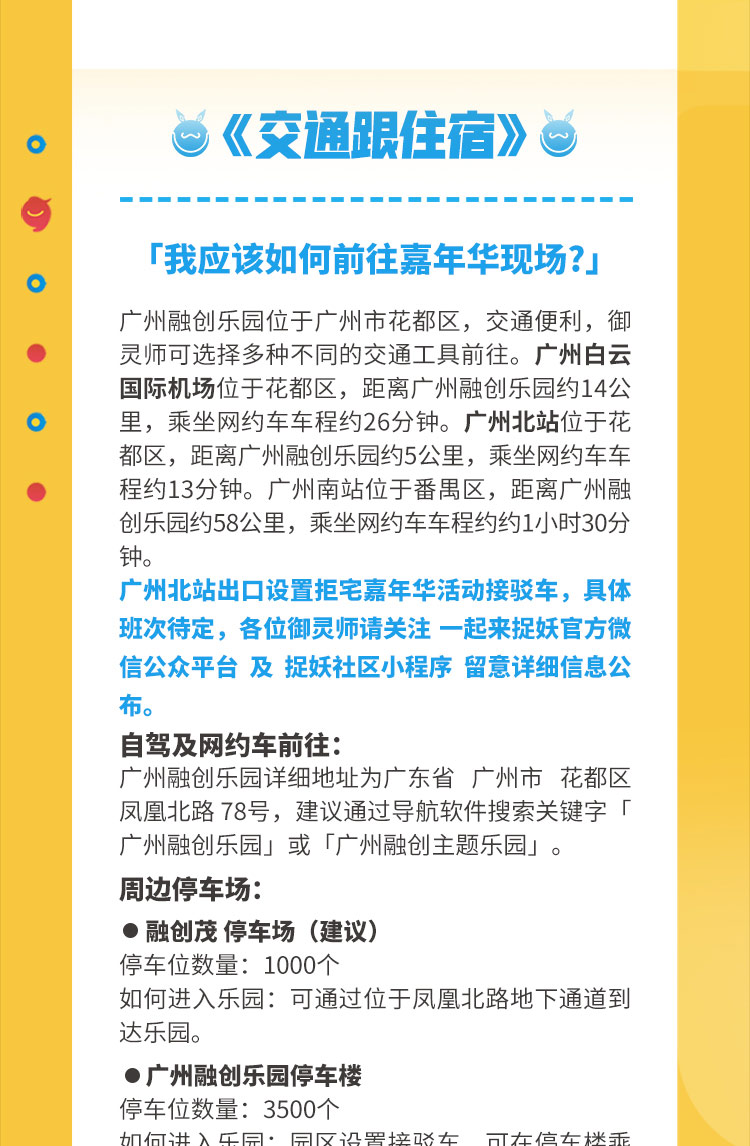 《交通跟住宿》
「我应该如何前往嘉年华现场?」
广州融创乐园位于广州市花都区，交通便利，御
灵师可选择多种不同的交通工具前往。广州白云
国际机场位于花都区，距离广州融创乐园约14公
里，乘坐网约车车程约26分钟。广州北站位于花
都区，距离广州融创乐园约5公里，乘坐网约车车
程约13分钟。广州南站位于番禺区，距离广州融
创乐园约58公里，乘坐网约车车程约约1小时30分
钟。
广州北站出口设置拒宅嘉年华活动接驳车，具体
班次待定，各位御灵师请关注 一起来捉妖官方微
信公众平台 及 捉妖社区小程序 留意详细信息公
布。
自驾及网约车前往：
广州融创乐园详细地址为广东省 广州市 花都区
凤凰北路 78号，建议通过导航软件搜索关键字「
广州融创乐园」或「广州融创主题乐园」。
周边停车场：
● 融创茂 停车场（建议）
停车位数量：1000个
如何进入乐园：可通过位于凤凰北路地下通道到
达乐园。
● 广州融创乐园停车楼
停车位数量：3500个
如何进入乐园：园区设置接驳车，可在停车楼乘